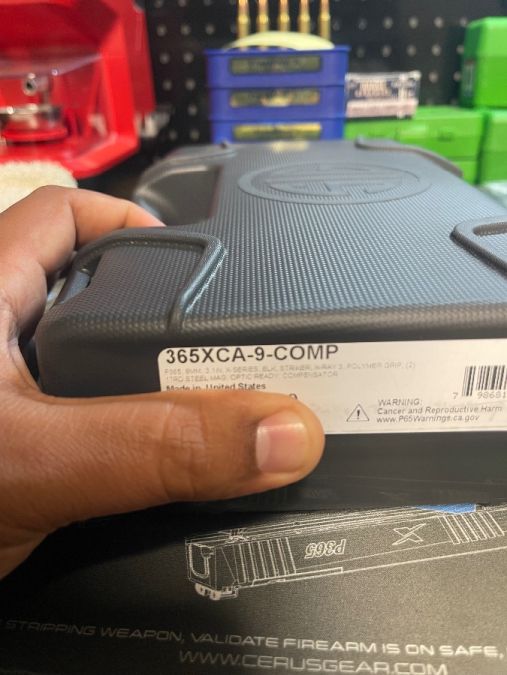 365XCA-9-COMP
P365, 9MM, 3.1IN, X-SERIES, BLK, STRIKER, X-RAY 3, POLYMER GRIP, (2)
STEEL MAG, OPTIC READY, COMPENSATOR
Made in United States
WARNING:
Cancer and Reproductive Harm
www.P65Warnings.ca.gov
7 98681
P365 X
STRIPPING WEAPON, VALIDATE FIREARM IS ON SAFE,
WWW.CERUSGEAR.COM